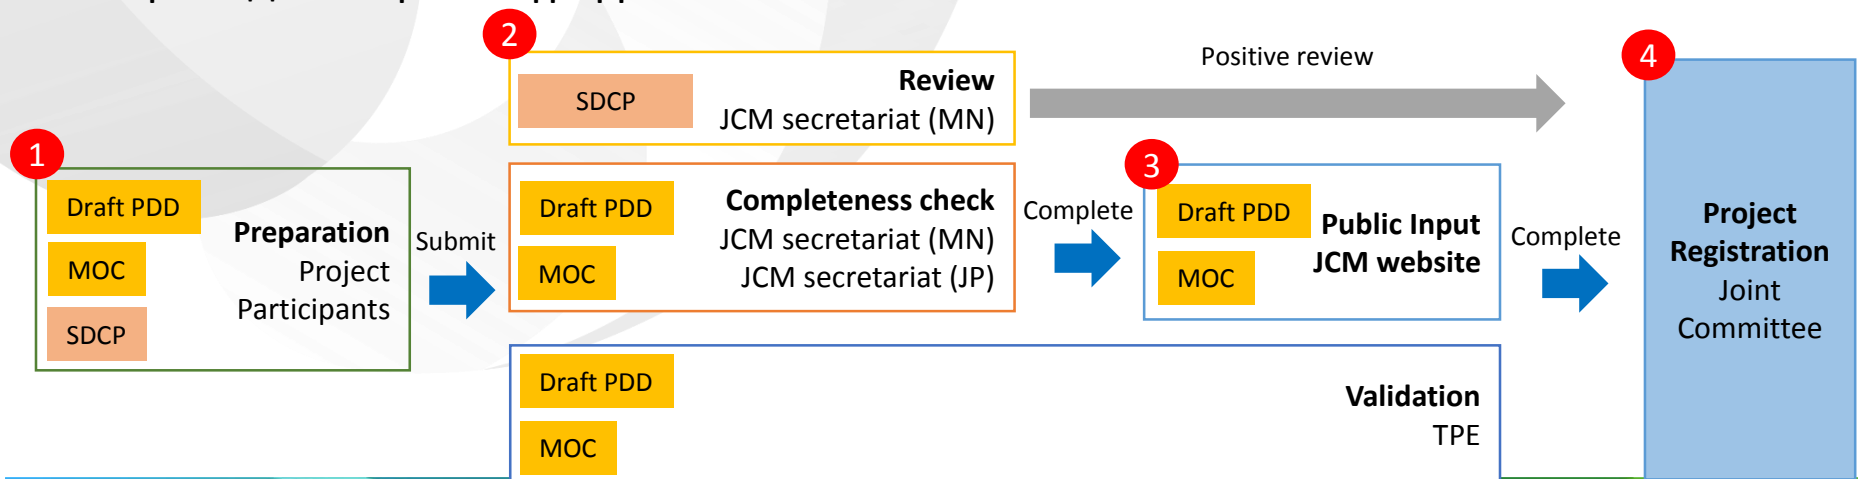 1
Draft PDD
MOC
SDCP
Preparation
Project
Participants
Submit
2
SDCP
Review
JCM secretariat (MN)
Positive review
Draft PDD
MOC
Completeness check
JCM secretariat (MN)
JCM secretariat (JP)
Complete
3
Draft PDD
MOC
Public Input
JCM website
Complete
Draft PDD
MOC
Validation
TPE
4
Project
Registration
Joint
Committee